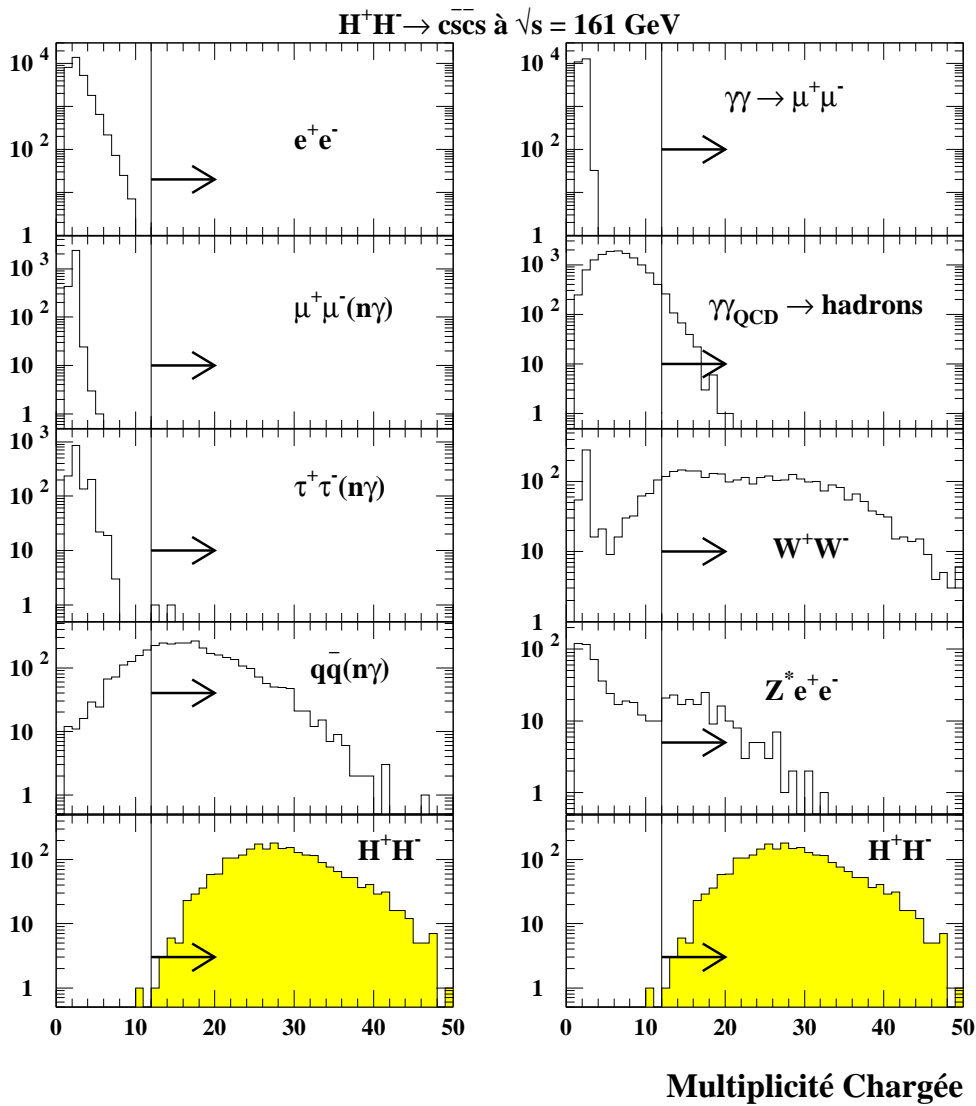 H⁺H⁻→ cs̄c̄s à √s = 161 GeV
10⁴
10²
1
e⁺e⁻
10⁴
10²
1
γγ → μ⁺μ⁻
10³
10²
10
1
μ⁺μ⁻(nγ)
10³
10²
10
1
γγQCD → hadrons
10³
10²
10
1
τ⁺τ⁻(nγ)
10²
10
1
W⁺W⁻
10²
10
1
qq̄(nγ)
10²
10
1
Z*e⁺e⁻
10²
10
1
H⁺H⁻
10²
10
1
H⁺H⁻
0 10 20 30 40 50
0 10 20 30 40 50
Multiplicité Chargée